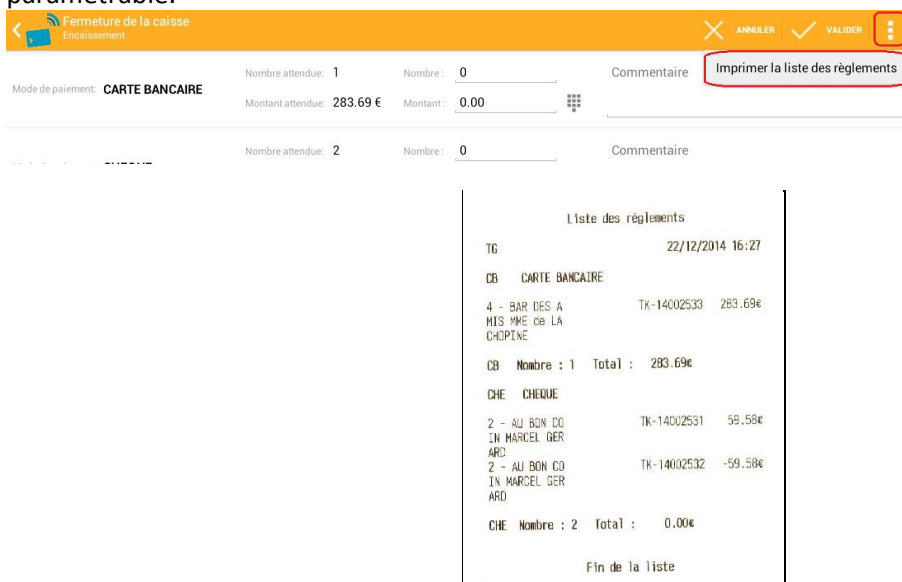 paramétrable.
Fermeture de la caisse
Encaissement
ANNULER
VALIDER
Imprimer la liste des règlements
Mode de paiement: CARTE BANCAIRE
Nombre attendue: 1
Nombre: 0
Commentaire
Montant attendue: 283.69 €
Montant: 0.00
Nombre attendue: 2
Nombre: 0
Commentaire
Liste des règlements
TG 22/12/2014 16:27
CB CARTE BANCAIRE
4 - BAR DES A TK-14002533 283.69€
MIS MME de LA
CHOPINE
CB Nombre : 1 Total : 283.69€
CHE CHEQUE
2 - AU BON CO TK-14002531 59.58€
IN MARCEL GER
ARD
2 - AU BON CO TK-14002532 -59.58€
IN MARCEL GER
ARD
CHE Nombre : 2 Total : 0.00€
Fin de la liste